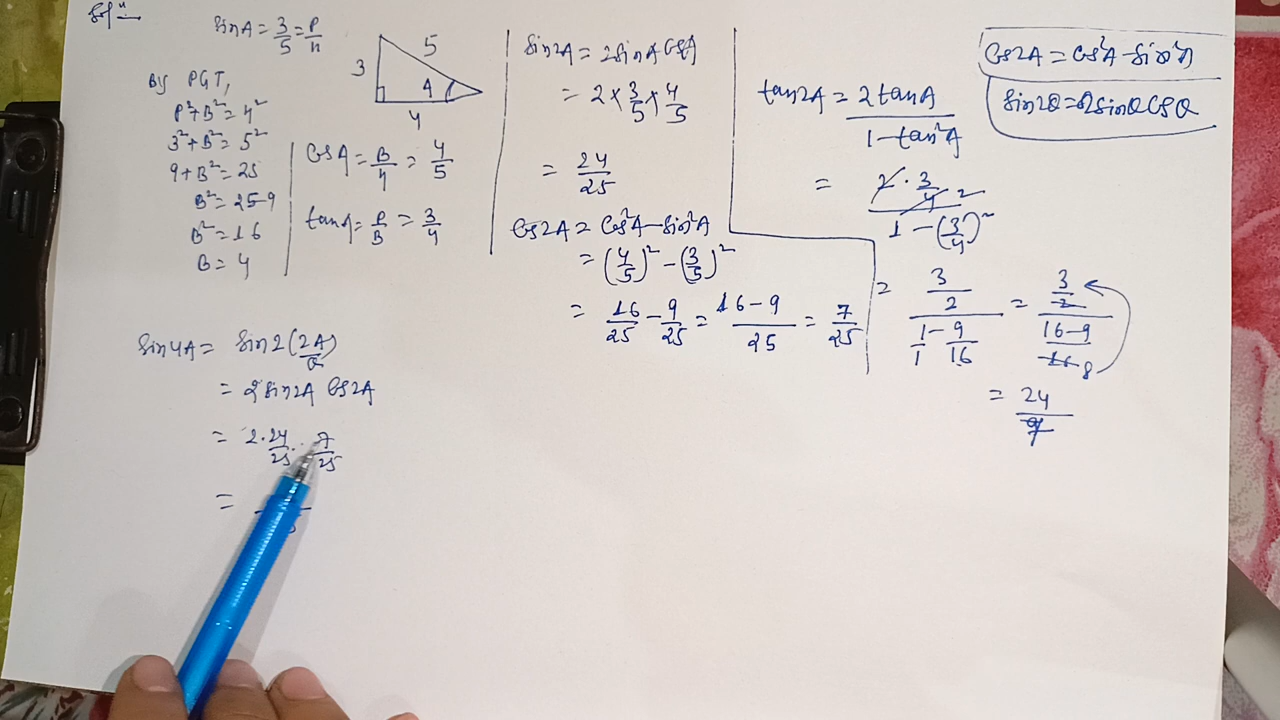 Solⁿ
sinA = 3/5 = P/h
By PGT,
P²+B² = h²
3²+B² = 5²
9+B² = 25
B² = 25-9
B² = 16
B = 4
3
5
A
4
cosA = B/h = 4/5
tanA = P/B = 3/4
sin2A = 2sinA cosA
= 2 × 3/5 × 4/5
= 24/25
cos2A = cos²A - sin²A
= (4/5)² - (3/5)²
= 16/25 - 9/25 = 16-9/25 = 7/25
tan2A = 2tanA/1-tan²A
= 2·3/4 2/1-(3/4)²
= 3/2/1/1-9/16 = 3/2/16-9/16 8
= 24/7
cos2A = cos²A - sin²A
sin2θ = 2sinθ cosθ
sin4A = sin2(2A/θ)
= 2sin2A cos2A
= 2·24/25 · 7/25
=